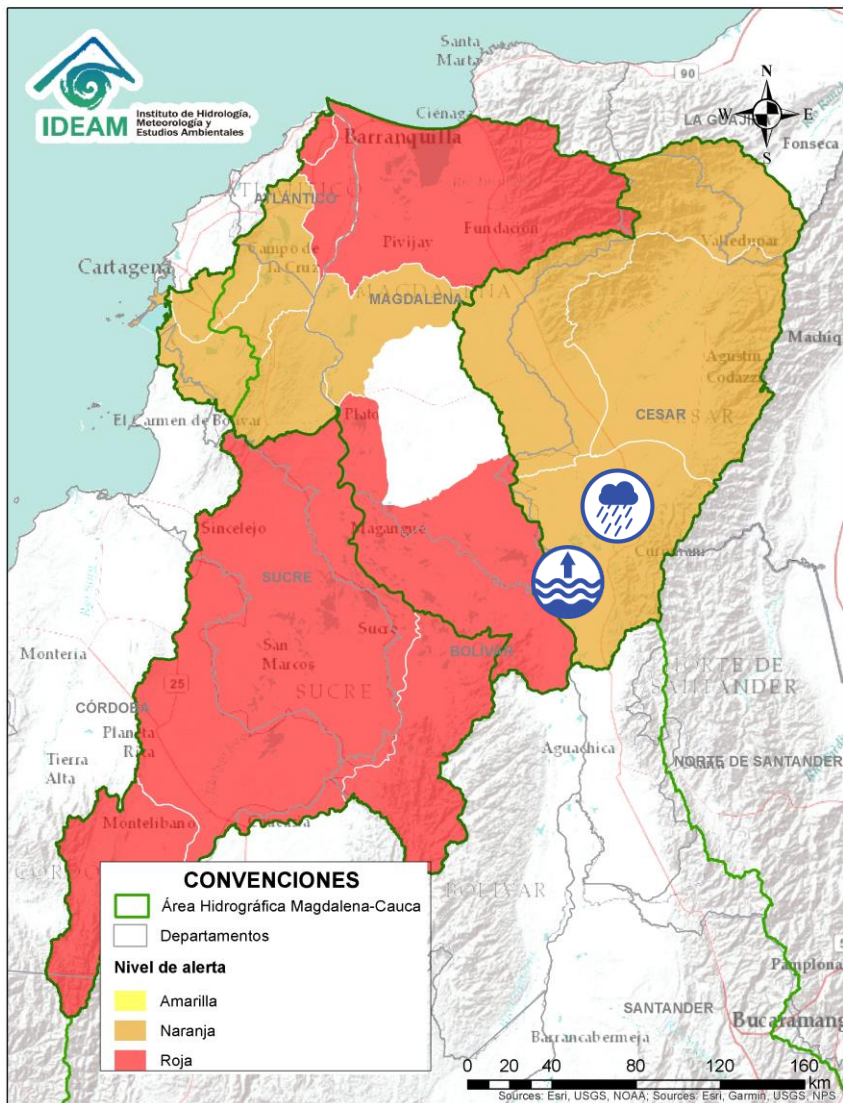 IDEAM
Instituto de Hidrología,
Meteorología y
Estudios Ambientales
Santa
Marta
90
N
W
E
S
LA GUAJI
Fonseca
Ciénaga
Barranquilla
ATLÁNTICO
Pivijay
Fundación
Valledupar
Campo de
la Cruz
Cartagena
MAGDALENA
Machiq
Agustín
Codazzi
CESAR
El Carmen de Bolívar
Plato
Sincelejo
Magangué
SUCRE
Sucre
San
Marcos
SUCRE
BOLÍVAR
Montería
25
CÓRDOBA
Planeta
Rica
Tierra
Alta
Aguachica
NORTE DE
SANTANDER
NORTE DE SANTANDER
Montelíbano
BOLÍVAR
CONVENCIONES
Área Hidrográfica Magdalena-Cauca
Departamentos
Nivel de alerta
Amarilla
Naranja
Roja
Pamplona
SANTANDER
Bucaramang
Barrancabermeja
0 20 40 80 120 160
km
Sources: Esri, USGS, NOAA; Sources: Esri, Garmin, USGS, NPS